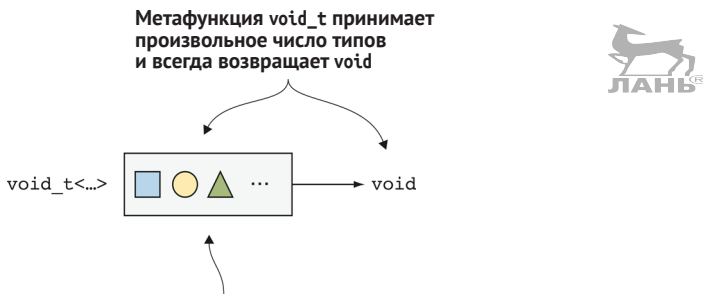 Метафункция void_t принимает
произвольное число типов
и всегда возвращает void
ЛАНЬ®
void_t<…> … void